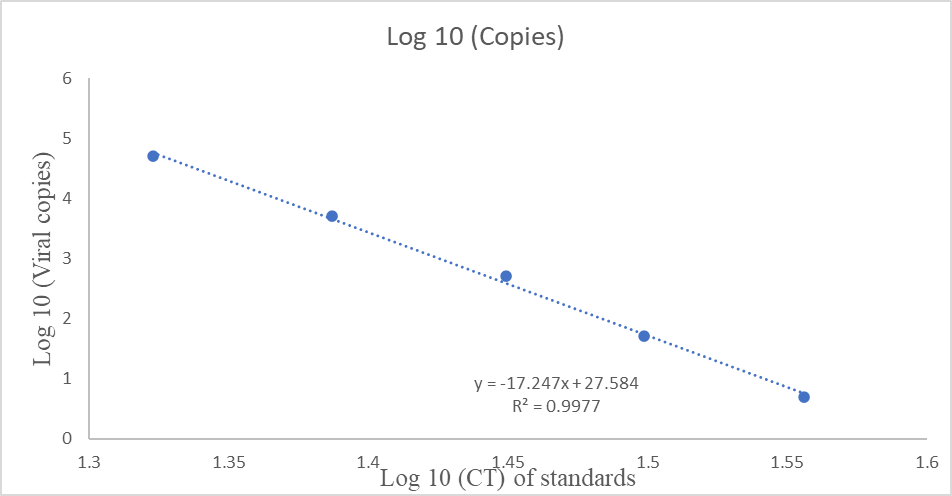 Log 10 (Copies)
Log 10 (Viral copies)
6
5
4
3
2
1
0
y = -17.247x + 27.584
R² = 0.9977
1.3 1.35 1.4 1.45 1.5 1.55 1.6
Log 10 (CT) of standards